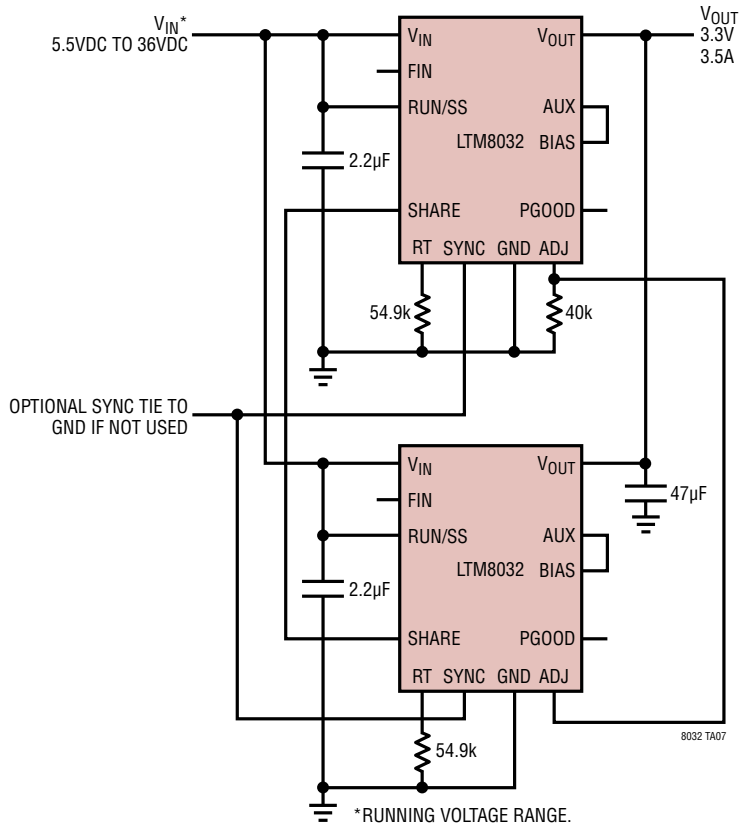 VIN*
5.5VDC TO 36VDC
VOUT
3.3V
3.5A
VIN
VOUT
FIN
RUN/SS
AUX
LTM8032
BIAS
2.2µF
SHARE
PGOOD
RT
SYNC
GND
ADJ
54.9k
40k
OPTIONAL SYNC TIE TO
GND IF NOT USED
VIN
VOUT
FIN
47µF
RUN/SS
AUX
LTM8032
BIAS
2.2µF
SHARE
PGOOD
RT
SYNC
GND
ADJ
8032 TA07
54.9k
*RUNNING VOLTAGE RANGE.